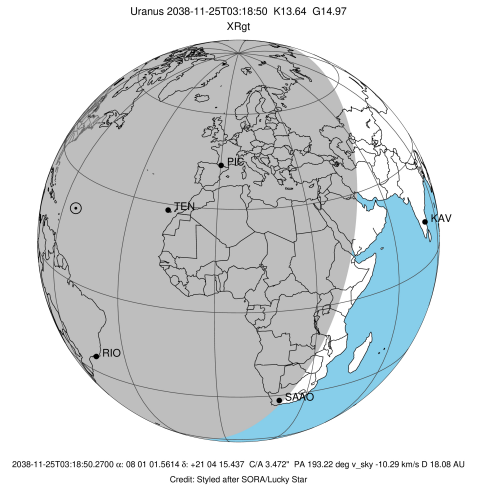 Uranus 2038-11-25T03:18:50 K13.64 G14.97
XRgt
PIC
TEN
KAV
RIO
SAAO
2038-11-25T03:18:50.2700 α: 08 01 01.5614 δ: +21 04 15.437 C/A 3.472" PA 193.22 deg v_sky -10.29 km/s D 18.08 AU
Credit: Styled after SORA/Lucky Star